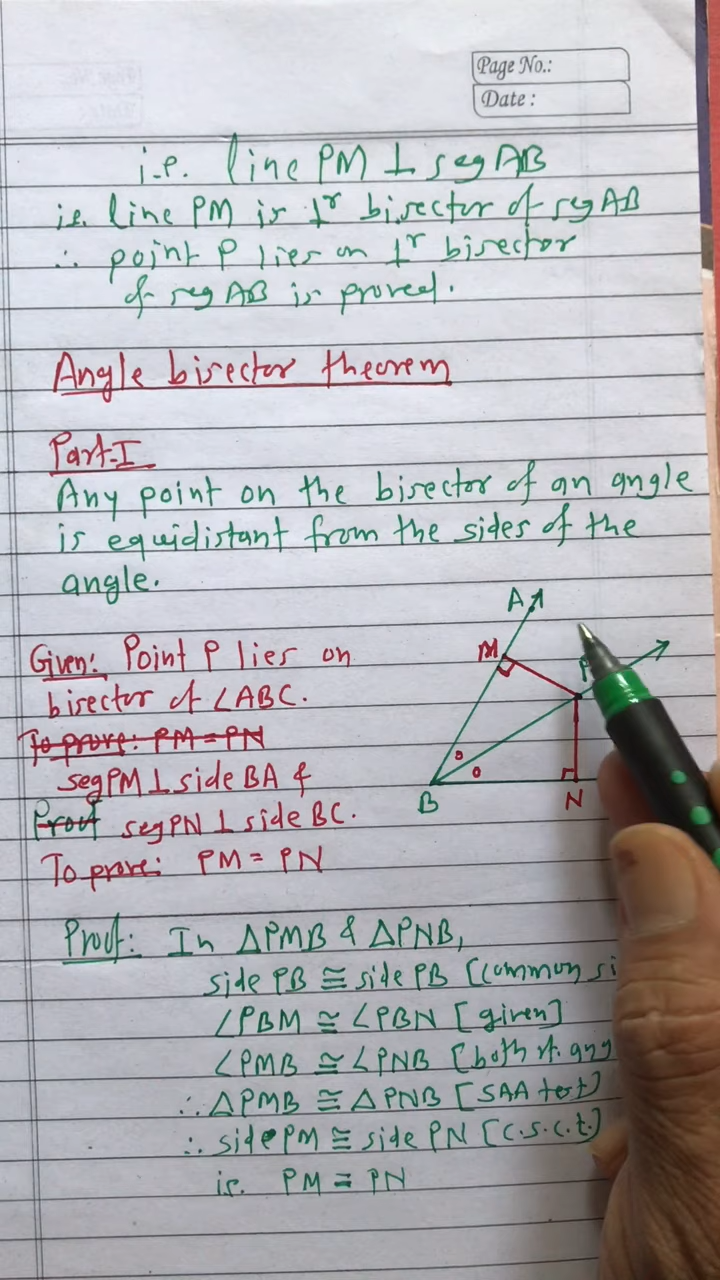 Page No.:
Date :
i.e. line PM ⊥ seg AB
i.e. line PM is ⊥r bisector of seg AB
∴ point P lies on ⊥r bisector
of seg AB is proved.
Angle bisector theorem
Part-I
Any point on the bisector of an angle
is equidistant from the sides of the
angle.
Given: Point P lies on
bisector of ∠ABC.
To prove: PM = PN
seg PM ⊥ side BA &
Proof seg PN ⊥ side BC.
To prove: PM = PN
A
M
P
B
N
Proof: In ΔPMB & ΔPNB,
side PB ≅ side PB [common si
∠PBM ≅ ∠PBN [given]
∠PMB ≅ ∠PNB [both rt. ang
∴ ΔPMB ≅ ΔPNB [SAA test]
∴ side PM ≅ side PN [c.s.c.t.]
ie. PM = PN